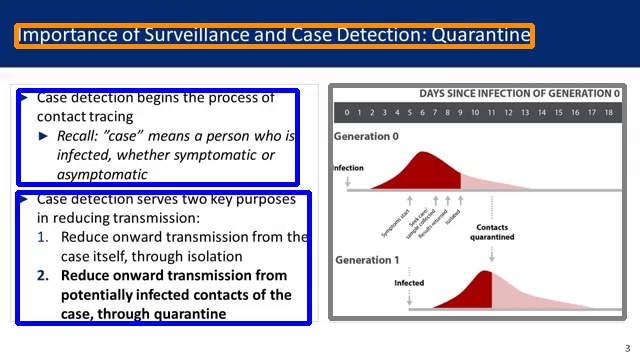 Importance of Surveillance and Case Detection: Quarantine
Case detection begins the process of
contact tracing
Recall: ”case” means a person who is
infected, whether symptomatic or
asymptomatic
Case detection serves two key purposes
in reducing transmission:
1. Reduce onward transmission from the
case itself, through isolation
2. Reduce onward transmission from
potentially infected contacts of the
case, through quarantine
DAYS SINCE INFECTION OF GENERATION 0
0 1 2 3 4 5 6 7 8 9 10 11 12 13 14 15 16 17 18
Generation 0
Infection
Symptoms start
Seek care/
sample collected
Results returned
Isolated
Contacts
quarantined
Generation 1
Infected
3